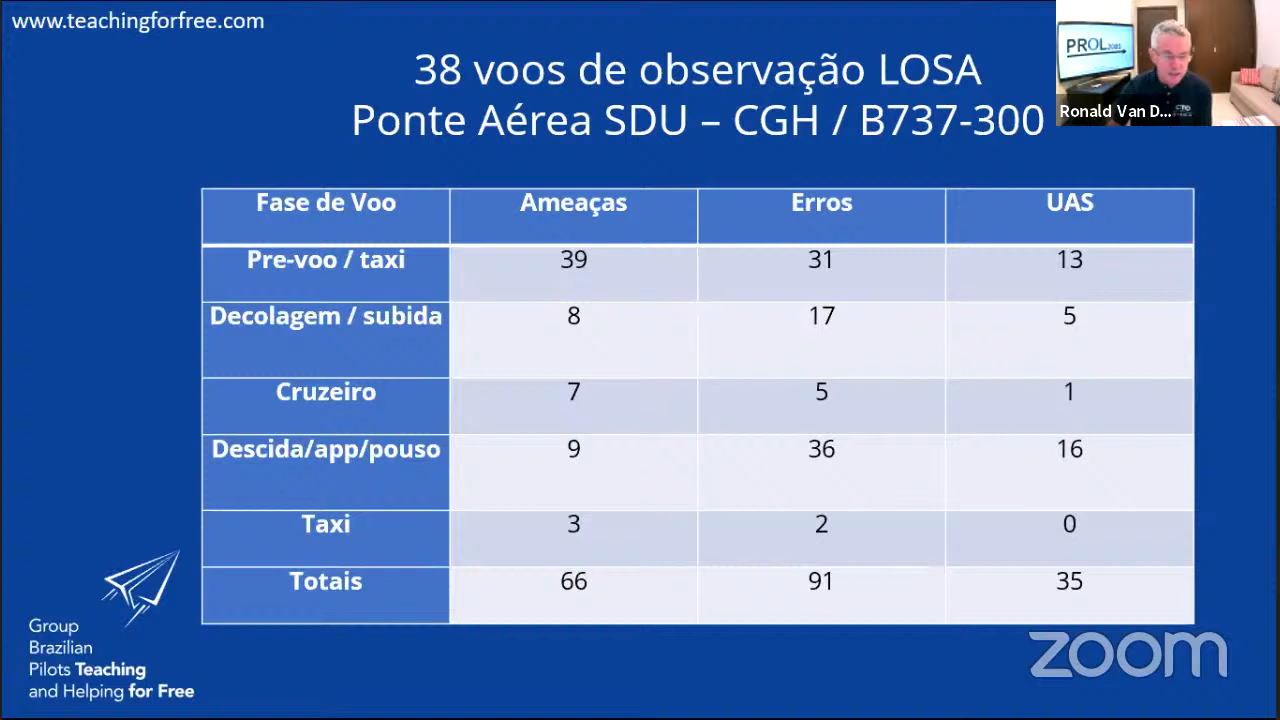 www.teachingforfree.com
38 voos de observação LOSA
Ponte Aérea SDU – CGH / B737-300
PROL
Ronald Van D...
Fase de Voo Ameaças Erros UAS
Pre-voo / taxi 39 31 13
Decolagem / subida 8 17 5
Cruzeiro 7 5 1
Descida/app/pouso 9 36 16
Taxi 3 2 0
Totais 66 91 35
Group
Brazilian
Pilots Teaching
and Helping for Free
zoom